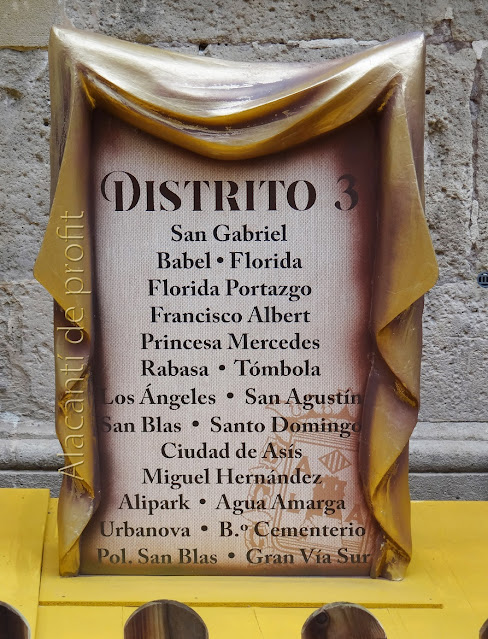 DISTRITO 3
San Gabriel
Babel • Florida
Florida Portazgo
Francisco Albert
Princesa Mercedes
Rabasa • Tómbola
Los Ángeles • San Agustín
San Blas • Santo Domingo
Ciudad de Asís
Miguel Hernández
Alipark • Agua Amarga
Urbanova • B.º Cementerio
Pol. San Blas • Gran Vía Sur
Alacantí de profit